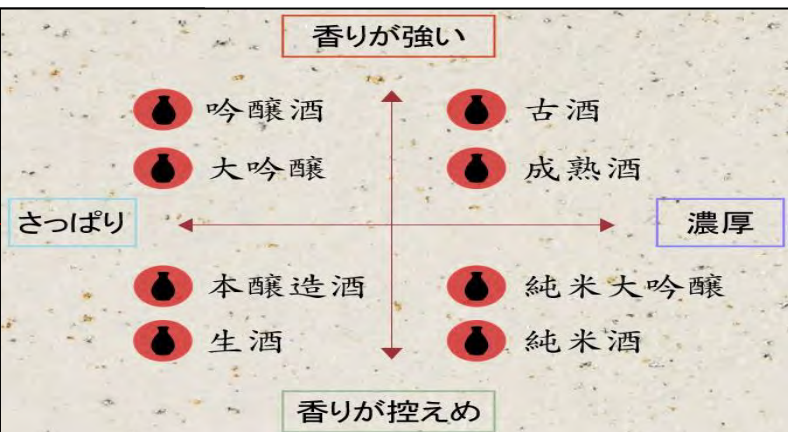 香りが強い
吟醸酒
古酒
大吟醸
成熟酒
さっぱり
濃厚
本醸造酒
純米大吟醸
生酒
純米酒
香りが控えめ